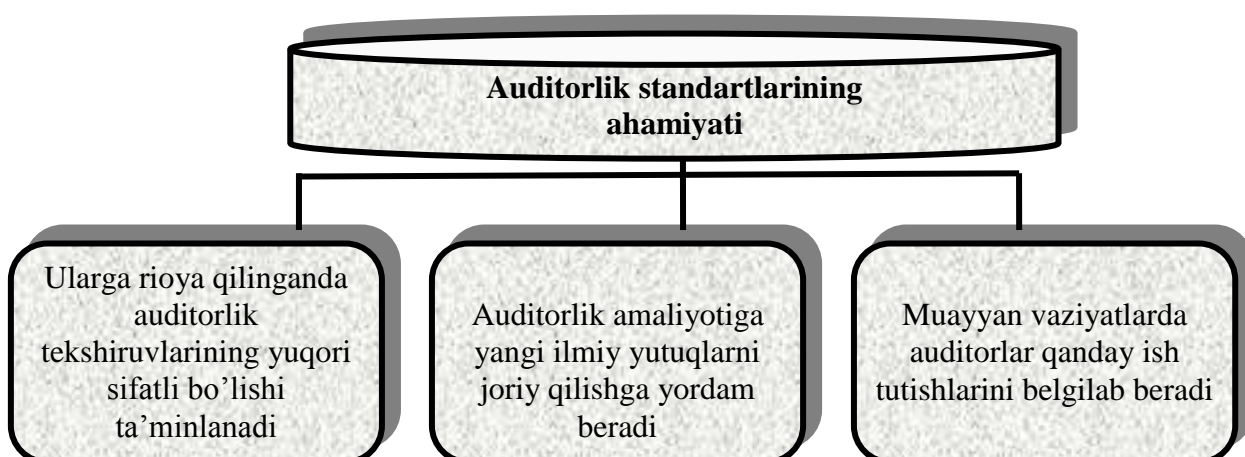 Auditorlik standartlarining
ahamiyati
Ularga rioya qilinganda
auditorlik
tekshiruvlarining yuqori
sifatli bo’lishi
ta’minlanadi
Auditorlik amaliyotiga
yangi ilmiy yutuqlarni
joriy qilishga yordam
beradi
Muayyan vaziyatlarda
auditorlar qanday ish
tutishlarini belgilab beradi